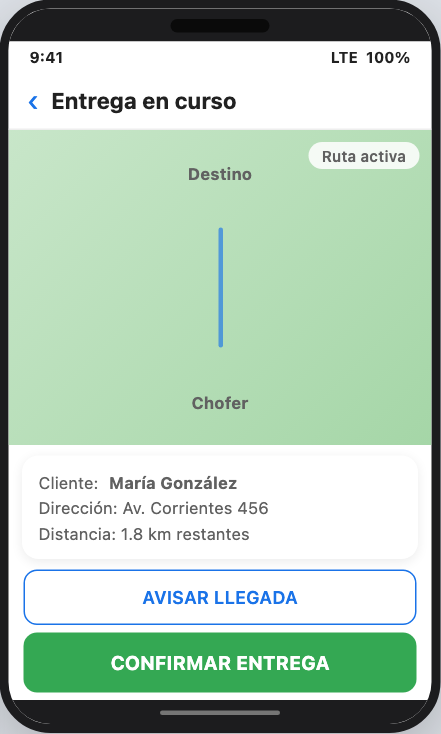 9:41 LTE 100%
‹ Entrega en curso
Ruta activa
Destino
Chofer
Cliente: María González
Dirección: Av. Corrientes 456
Distancia: 1.8 km restantes
AVISAR LLEGADA
CONFIRMAR ENTREGA